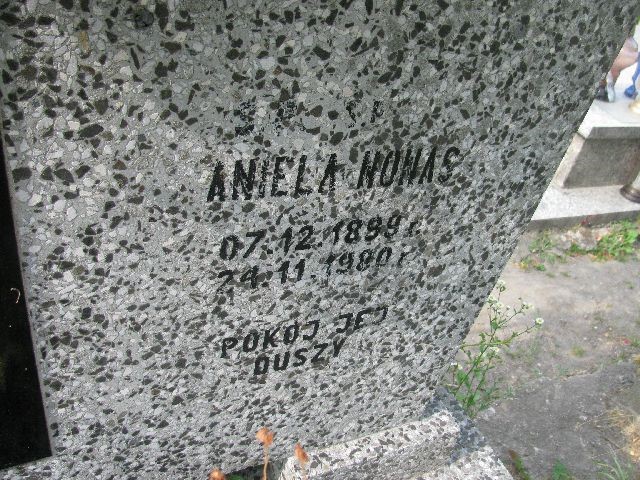 ANIELA NOWAS
07.12.1899 r.
24.11.1980 r.
POKÓJ JEJ
DUSZY